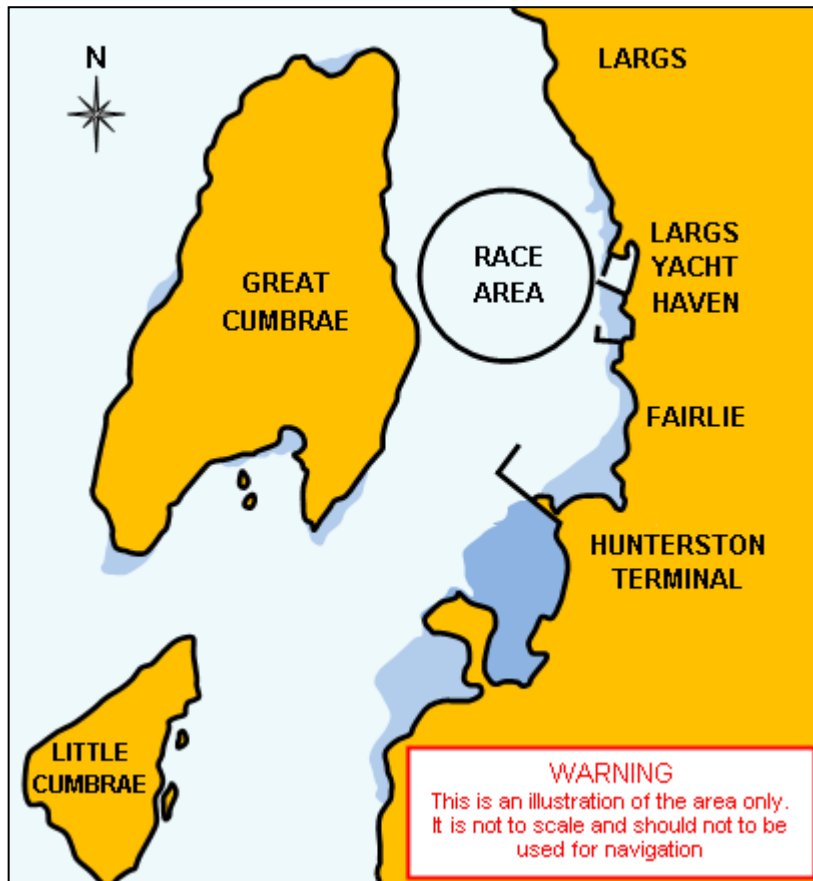 N
LARGS
LARGS
YACHT
HAVEN
RACE
AREA
GREAT
CUMBRAE
FAIRLIE
HUNTERSTON
TERMINAL
LITTLE
CUMBRAE
WARNING
This is an illustration of the area only.
It is not to scale and should not to be
used for navigation